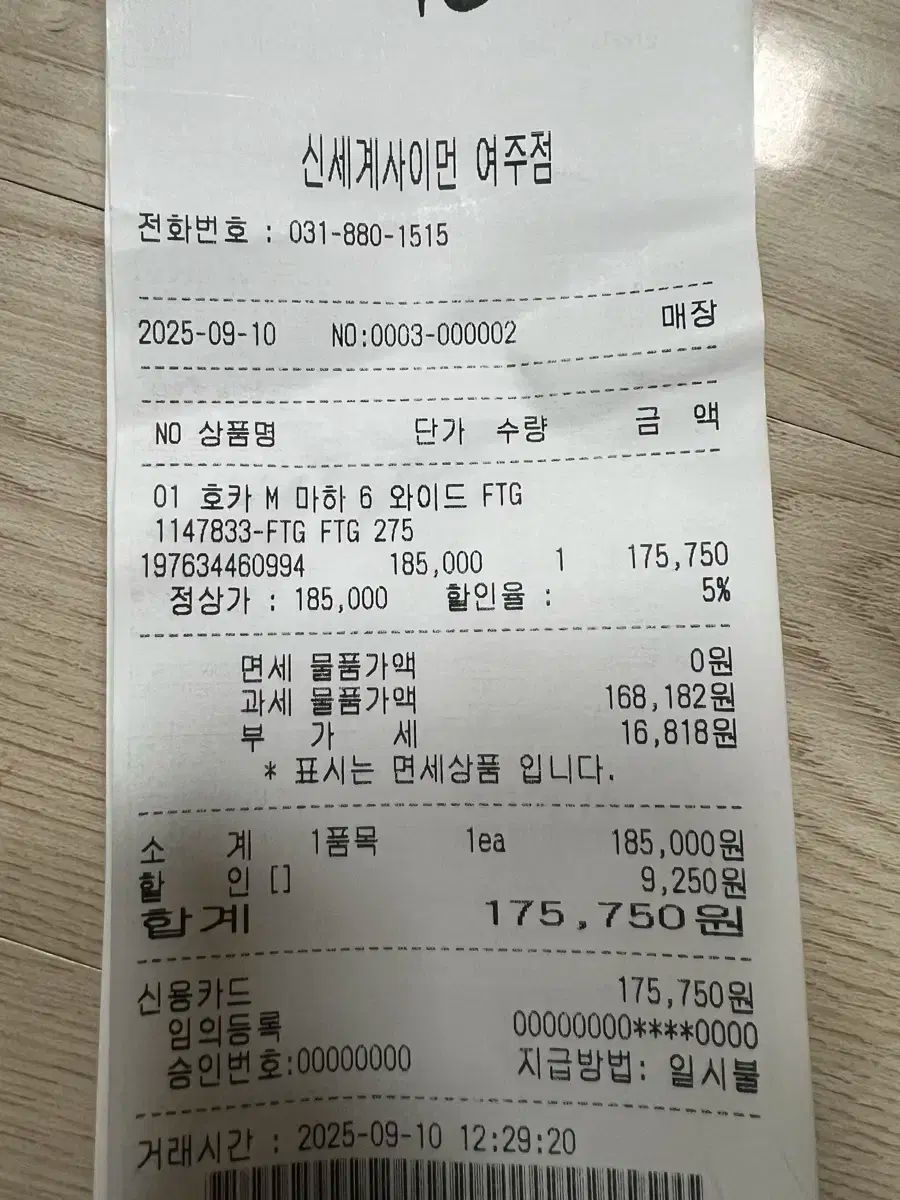 신세계사이먼 여주점
전화번호 : 031-880-1515
2025-09-10 NO:0003-000002 매장
NO 상품명 단가 수량 금 액
01 호카 M 마하 6 와이드 FTG
1147833-FTG FTG 275
197634460994 185,000 1 175,750
정상가 : 185,000 할인율 : 5%
면세 물품가액 0원
과세 물품가액 168,182원
부 가 세 16,818원
* 표시는 면세상품 입니다.
소 계 1품목 1ea 185,000원
할 인 [] 9,250원
합계 175,750원
신용카드 175,750원
임의등록 00000000****0000
승인번호:00000000 지급방법: 일시불
거래시간 : 2025-09-10 12:29:20